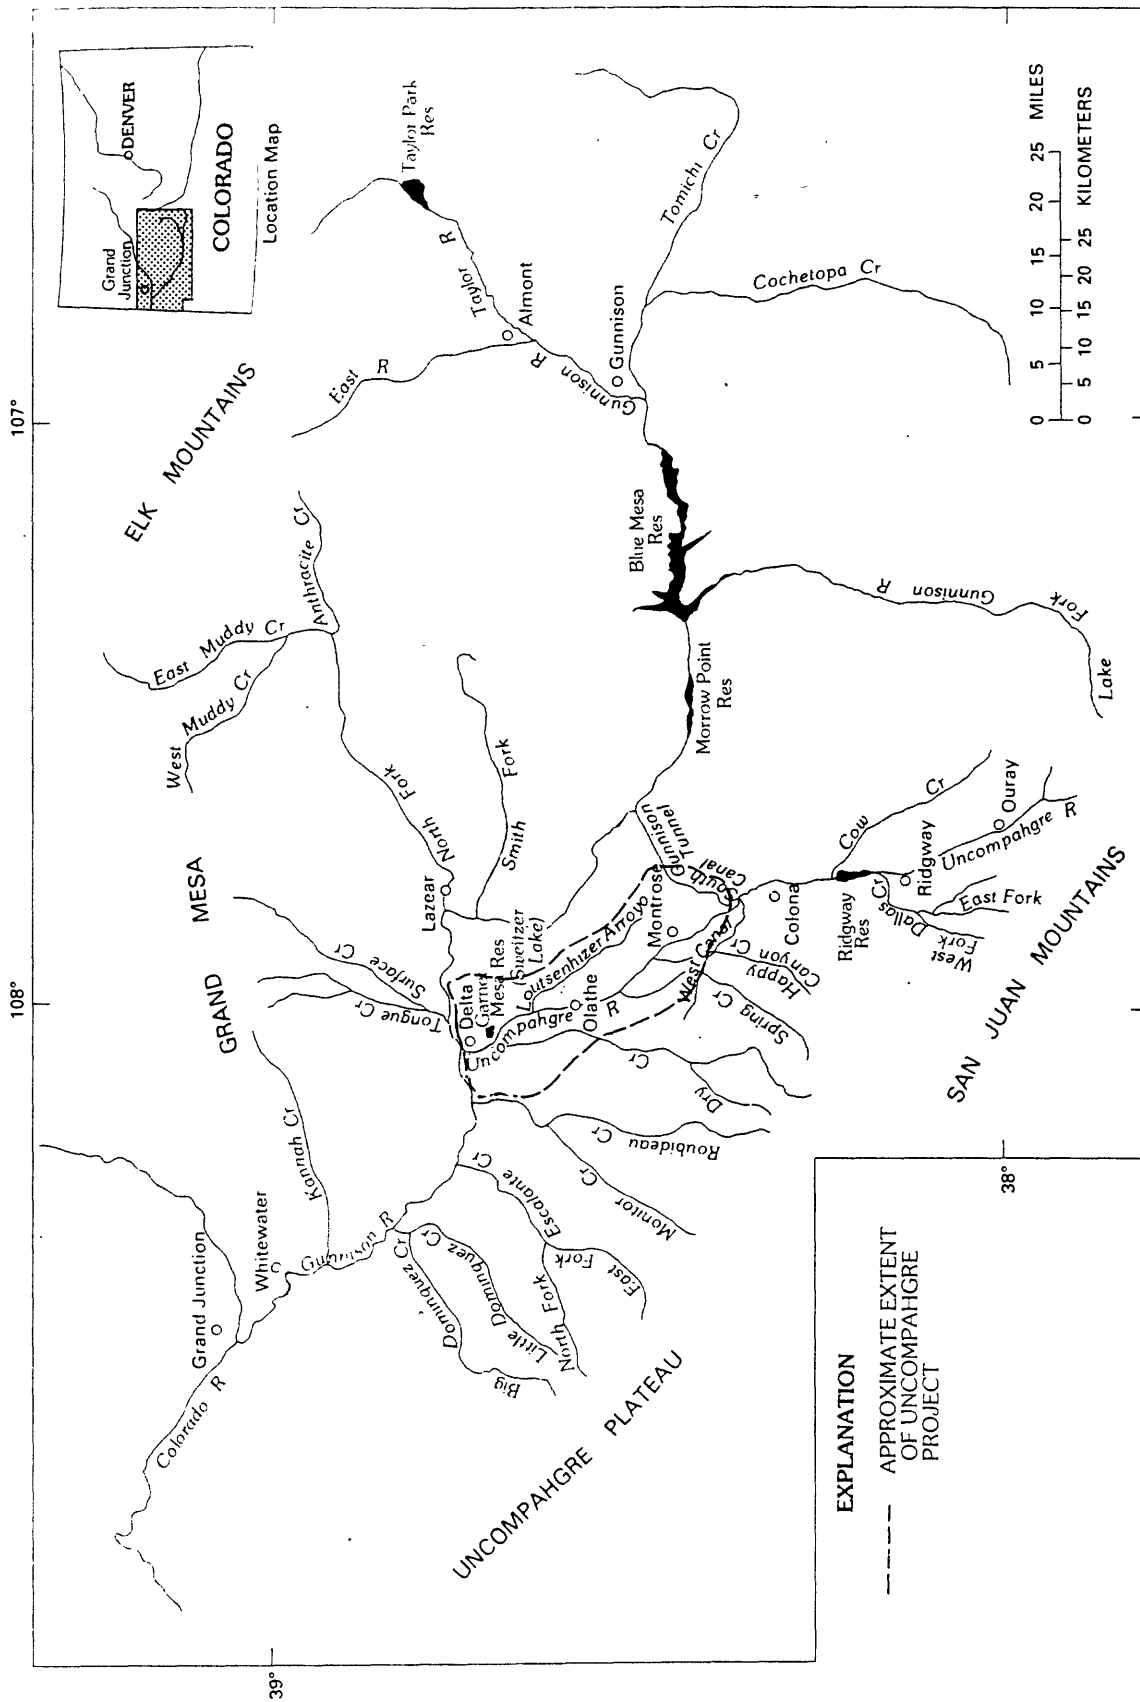 39°
108°
107°
38°
Grand
Junction
DENVER
COLORADO
Location Map
ELK MOUNTAINS
GRAND MESA
UNCOMPAHGRE PLATEAU
SAN JUAN MOUNTAINS
Colorado R
Grand Junction
Whitewater
Gunnison R
Kannah Cr
Big
Dominguez Cr
Little
Dominguez Cr
North Fork
Escalante Cr
East
Fork
Monitor Cr
Roubideau Cr
Dry Cr
Tongue Cr
Surface Cr
Delta
Garnet
Mesa Res
(Sweitzer
Lake)
Lazear
North Fork
Smith Fork
West Muddy Cr
East Muddy Cr
Anthracite Cr
Uncompahgre R
Loutsenhizer Arroyo
Olathe
Montrose
Gunnison
Tunnel
South
Canal
West Canal
Spring Cr
Happy
Canyon Cr
Colona
Ridgway
Res
Cow Cr
Dallas Cr
West
Fork
East Fork
Ridgway
Ouray
Uncompahgre R
Morrow Point
Res
Blue Mesa
Res
Lake Fork Gunnison R
Gunnison R
Gunnison
Almont
East R
Taylor R
Taylor Park
Res
Tomichi Cr
Cochetopa Cr
0 5 10 15 20 25 MILES
0 5 10 15 20 25 KILOMETERS
EXPLANATION
APPROXIMATE EXTENT
OF UNCOMPAHGRE
PROJECT